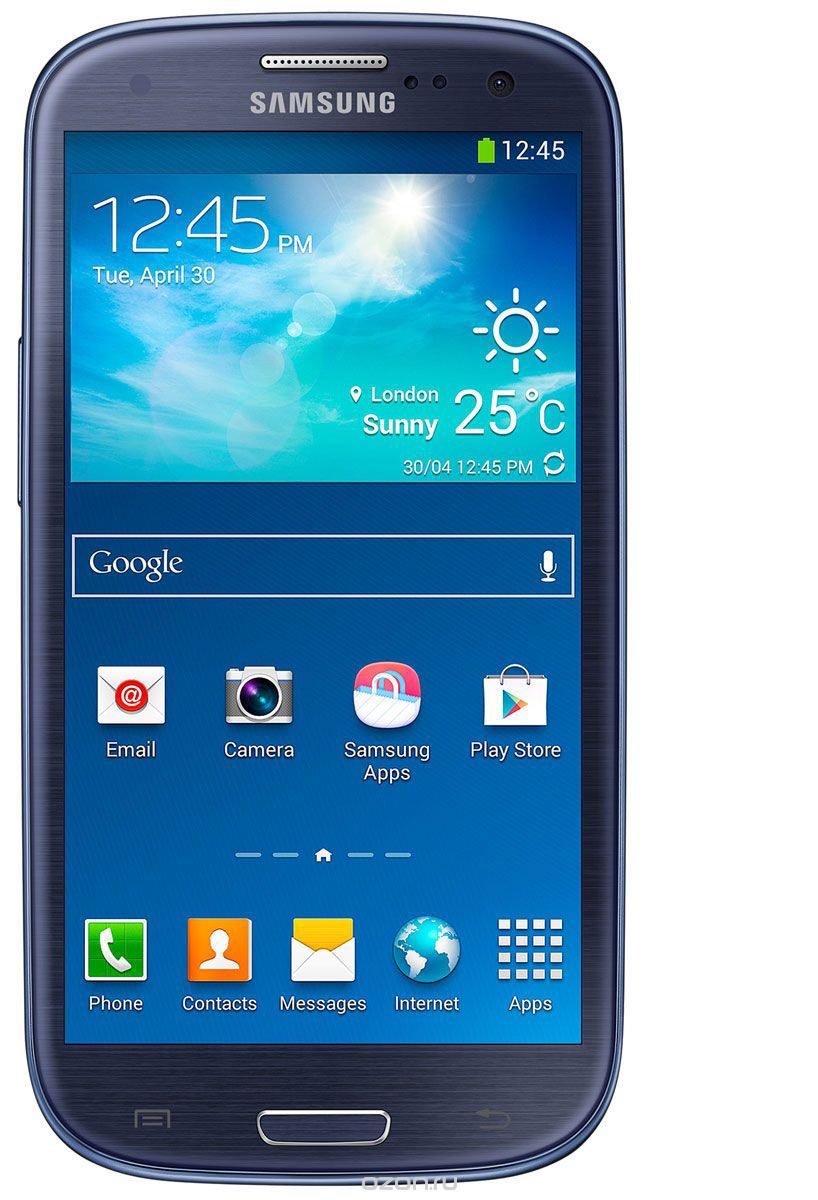 SAMSUNG
12:45
12:45 PM
Tue, April 30
London
Sunny 25°C
30/04 12:45 PM
Google
@
Email
Camera
Samsung
Apps
Play Store
Phone
Contacts
Messages
Internet
Apps
ozon.ru